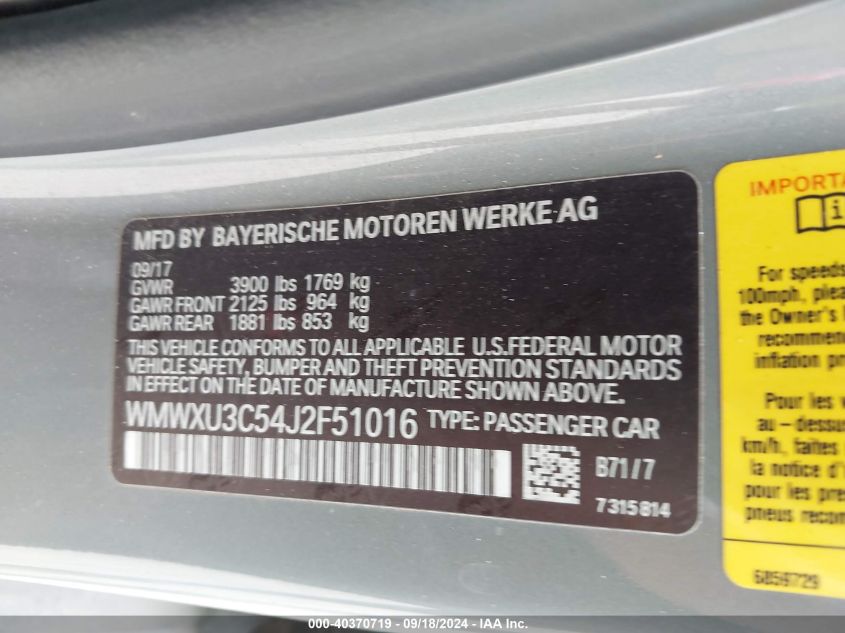 MFD BY BAYERISCHE MOTOREN WERKE AG
09/17
GVWR 3900 lbs 1769 kg
GAWR FRONT 2125 lbs 964 kg
GAWR REAR 1881 lbs 853 kg
THIS VEHICLE CONFORMS TO ALL APPLICABLE U.S.FEDERAL MOTOR
VEHICLE SAFETY, BUMPER AND THEFT PREVENTION STANDARDS
IN EFFECT ON THE DATE OF MANUFACTURE SHOWN ABOVE.
WMWXU3C54J2F51016 TYPE: PASSENGER CAR
B71/7
7315814
IMPORTA
i
For speeds
100mph, plea
the Owner's
recommen
inflation pr
Pour les v
au - dessu
km/h, faites
la notice d'
pour les pre
pneus recom
6859729
000-40370719 - 09/18/2024 - IAA Inc.